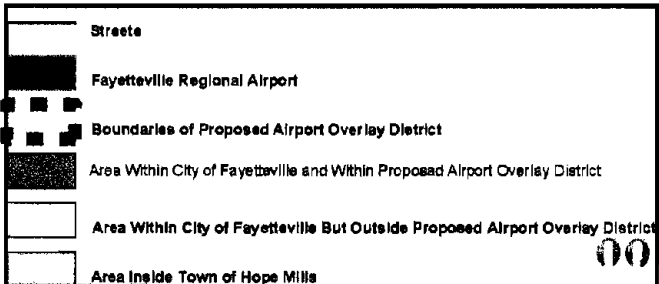 Streets
Fayetteville Regional Airport
Boundaries of Proposed Airport Overlay District
Area Within City of Fayetteville and Within Proposed Airport Overlay District
Area Within City of Fayetteville But Outside Proposed Airport Overlay District
Area Inside Town of Hope Mills